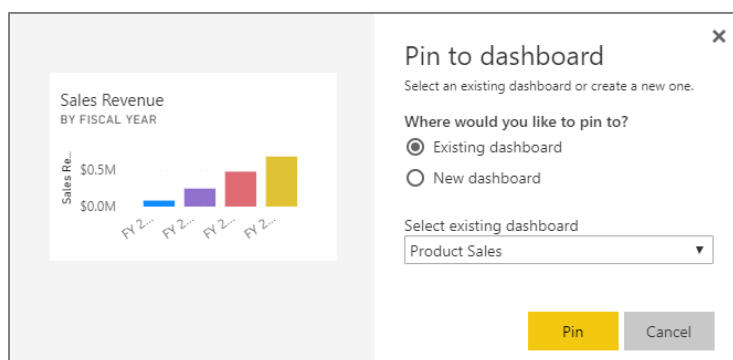 Sales Revenue
BY FISCAL YEAR
Sales Re...
$0.5M
$0.0M
FY 2...
FY 2...
FY 2...
FY 2...
Pin to dashboard
Select an existing dashboard or create a new one.
Where would you like to pin to?
Existing dashboard
New dashboard
Select existing dashboard
Product Sales
Pin
Cancel